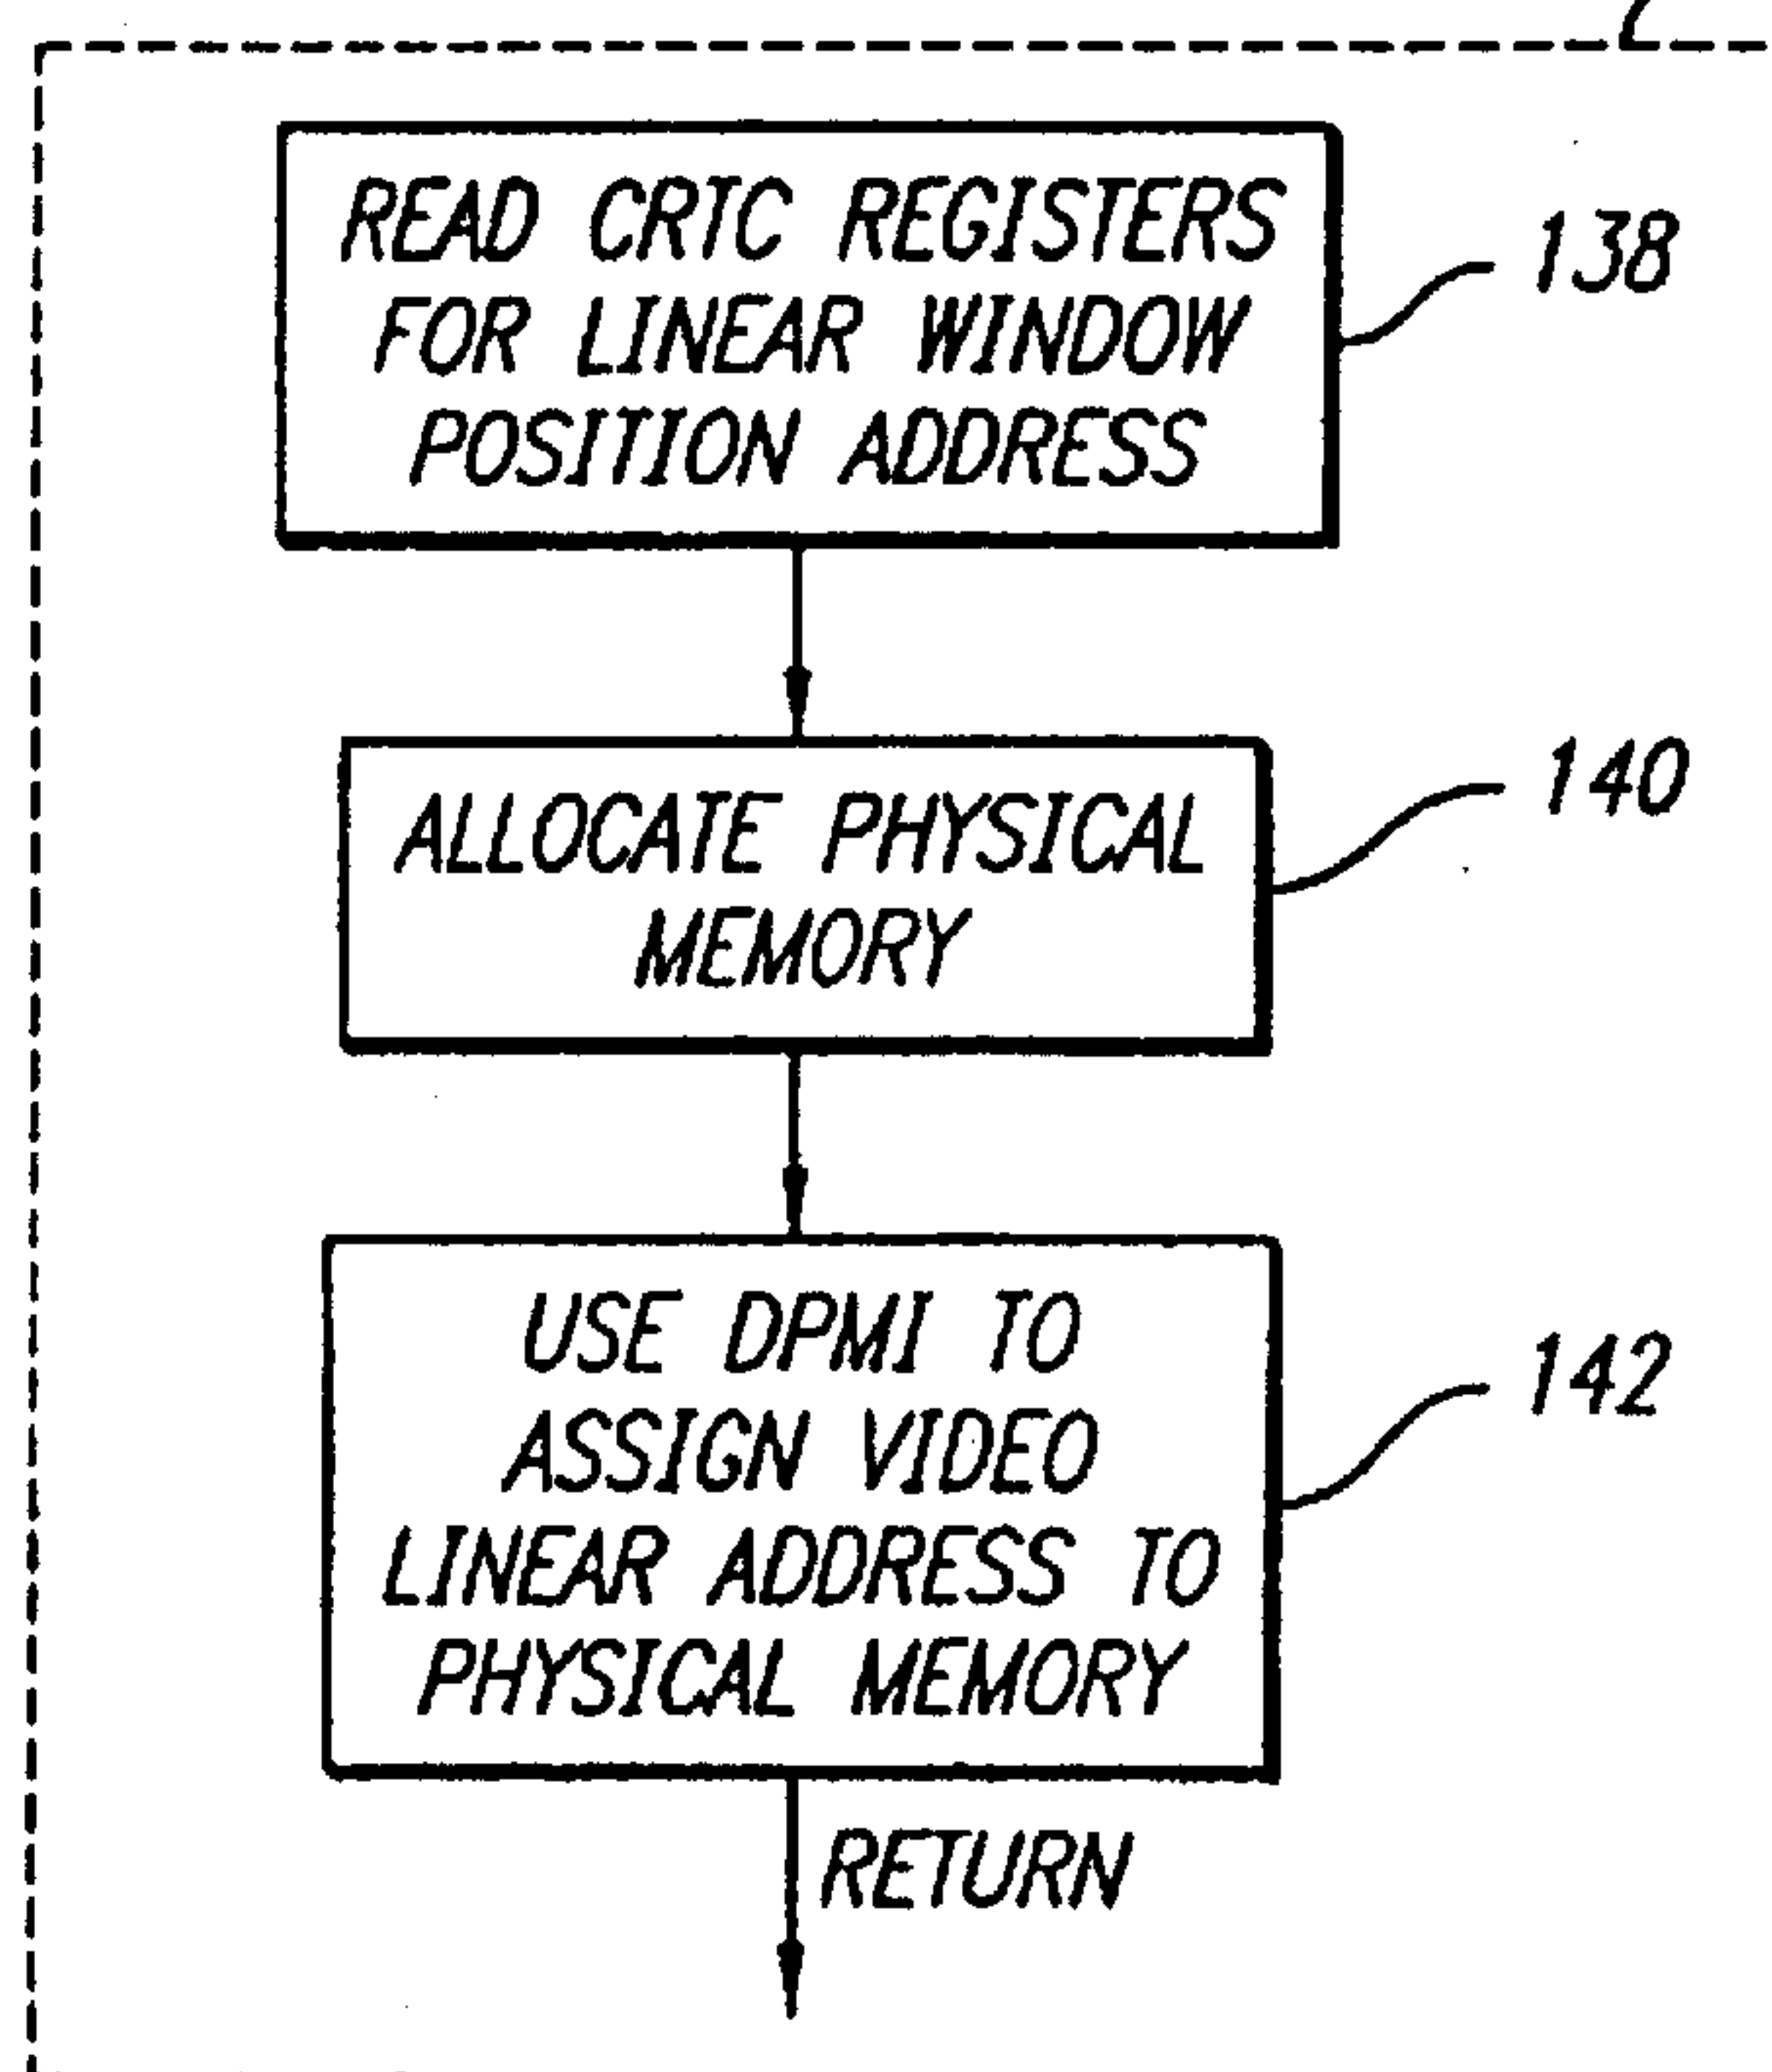 READ CRTC REGISTERS
FOR LINEAR WINDOW
POSITION ADDRESS
138
ALLOCATE PHYSICAL
MEMORY
140
USE DPMI TO
ASSIGN VIDEO
LINEAR ADDRESS TO
PHYSICAL MEMORY
142
RETURN